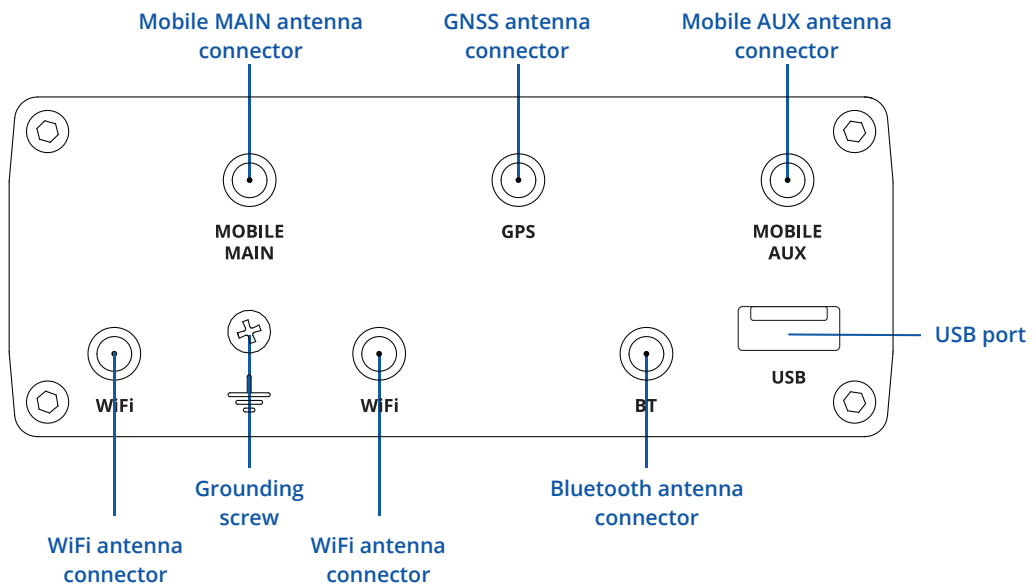 Mobile MAIN antenna
connector
GNSS antenna
connector
Mobile AUX antenna
connector
MOBILE
MAIN
GPS
MOBILE
AUX
USB port
USB
WiFi
WiFi
BT
Grounding
screw
Bluetooth antenna
connector
WiFi antenna
connector
WiFi antenna
connector